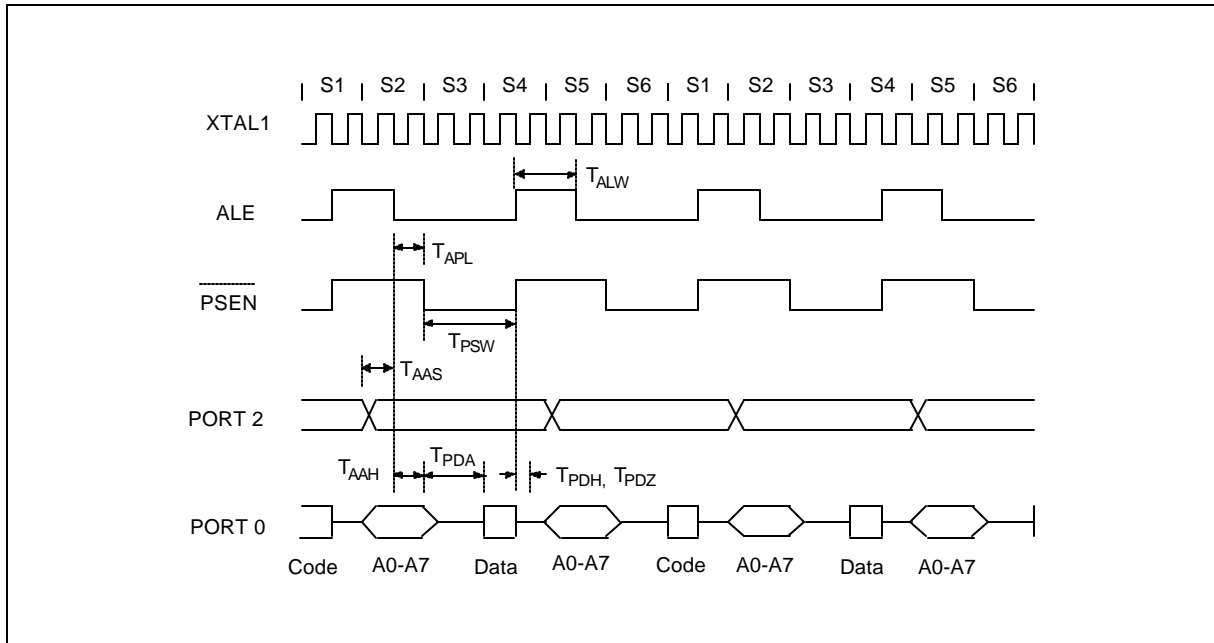 S1 S2 S3 S4 S5 S6 S1 S2 S3 S4 S5 S6
XTAL1
TALW
ALE
TAPL
PSEN
TPSW
TAAS
PORT 2
TAAH TPDA TPDH, TPDZ
PORT 0
Code A0-A7 Data A0-A7 Code A0-A7 Data A0-A7